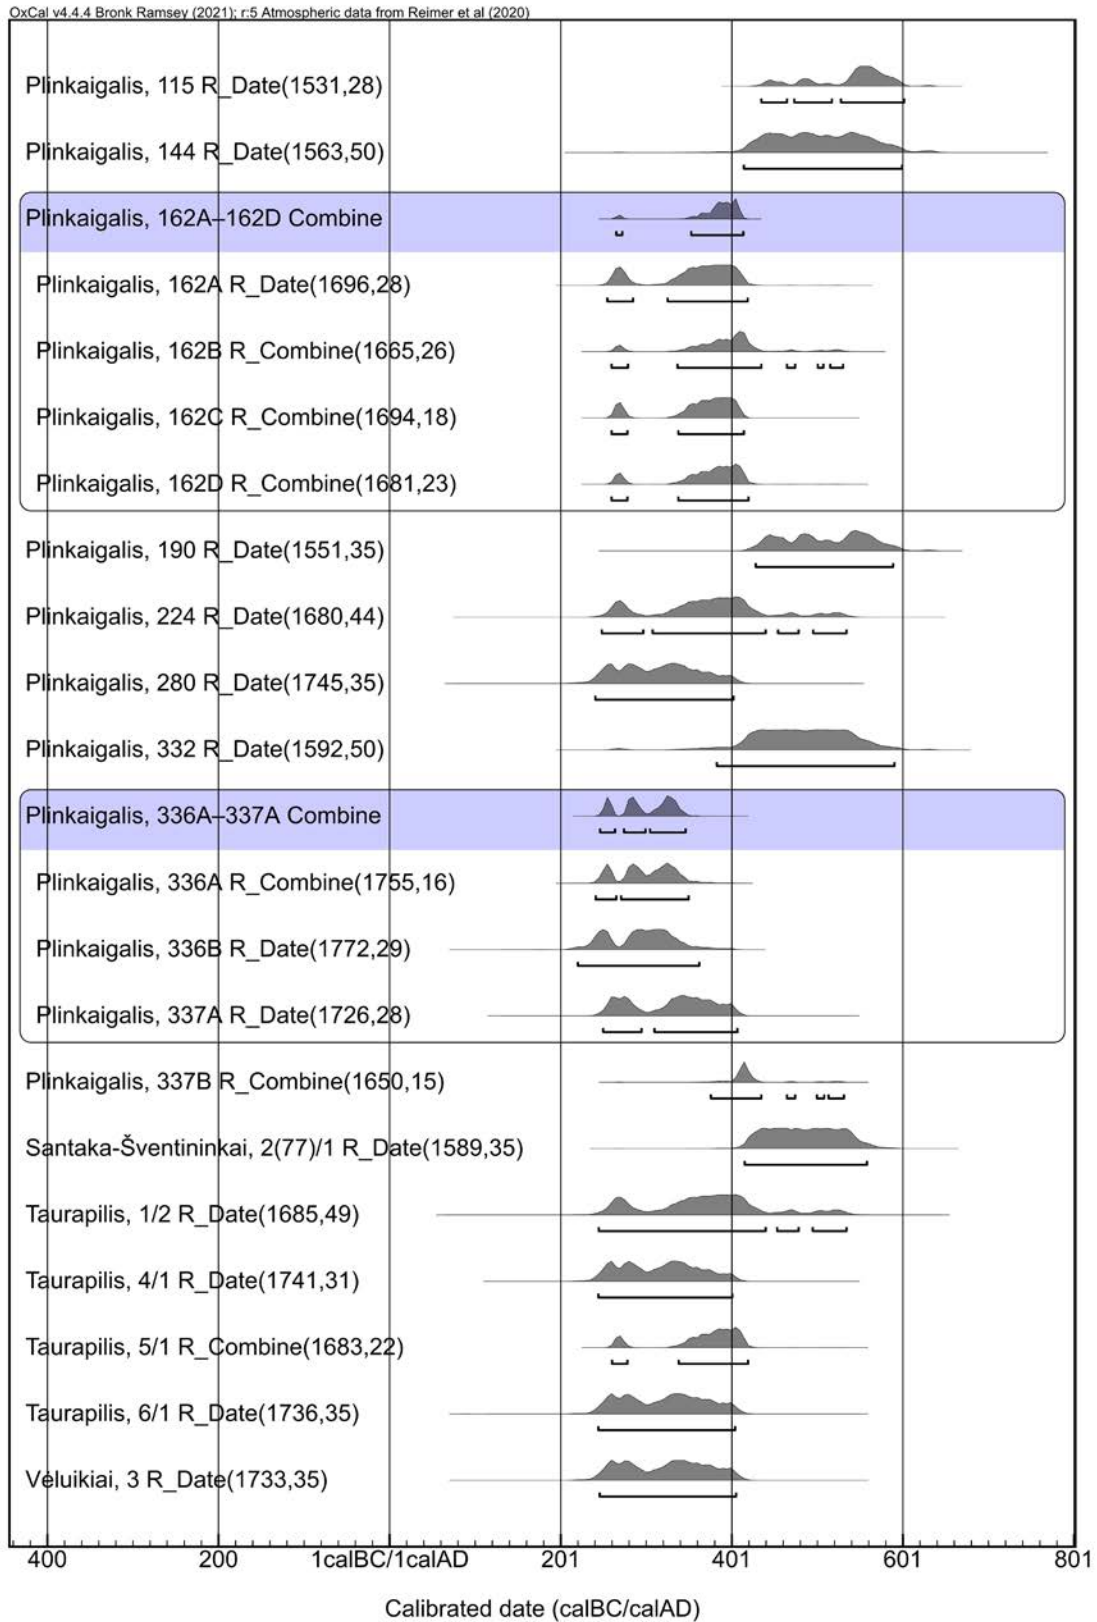 OxCal v4.4.4 Bronk Ramsey (2021); r:5 Atmospheric data from Reimer et al (2020)
Plinkaigalis, 115 R_Date(1531,28)
Plinkaigalis, 144 R_Date(1563,50)
Plinkaigalis, 162A–162D Combine
Plinkaigalis, 162A R_Date(1696,28)
Plinkaigalis, 162B R_Combine(1665,26)
Plinkaigalis, 162C R_Combine(1694,18)
Plinkaigalis, 162D R_Combine(1681,23)
Plinkaigalis, 190 R_Date(1551,35)
Plinkaigalis, 224 R_Date(1680,44)
Plinkaigalis, 280 R_Date(1745,35)
Plinkaigalis, 332 R_Date(1592,50)
Plinkaigalis, 336A–337A Combine
Plinkaigalis, 336A R_Combine(1755,16)
Plinkaigalis, 336B R_Date(1772,29)
Plinkaigalis, 337A R_Date(1726,28)
Plinkaigalis, 337B R_Combine(1650,15)
Santaka-Šventininkai, 2(77)/1 R_Date(1589,35)
Taurapilis, 1/2 R_Date(1685,49)
Taurapilis, 4/1 R_Date(1741,31)
Taurapilis, 5/1 R_Combine(1683,22)
Taurapilis, 6/1 R_Date(1736,35)
Vėluikiai, 3 R_Date(1733,35)
400 200 1calBC/1calAD 201 401 601 801
Calibrated date (calBC/calAD)